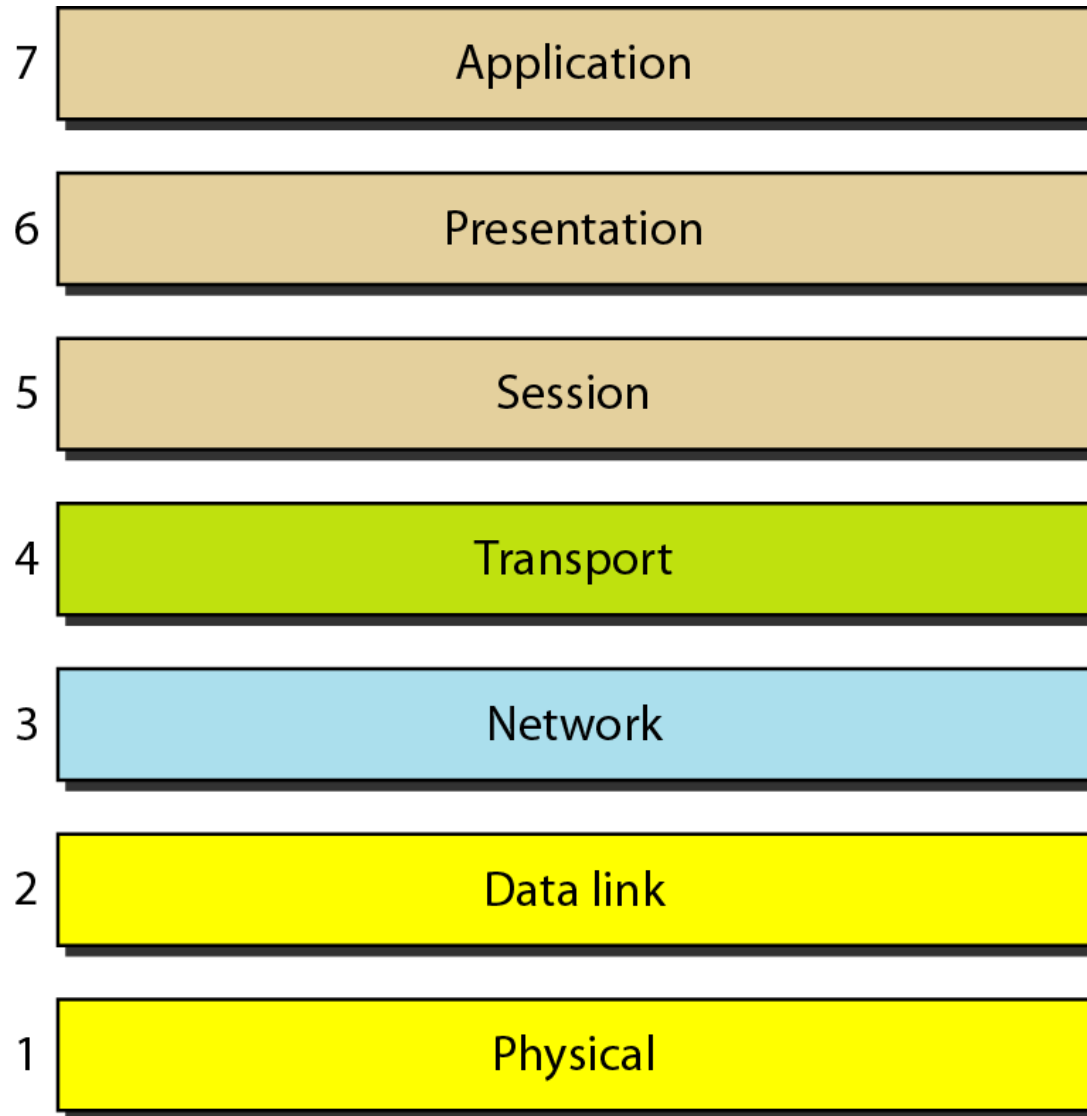 7 Application
6 Presentation
5 Session
4 Transport
3 Network
2 Data link
1 Physical